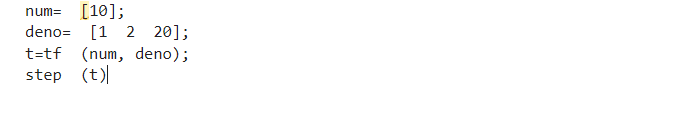 num= [10];
deno= [1 2 20];
t=tf (num, deno);
step (t)